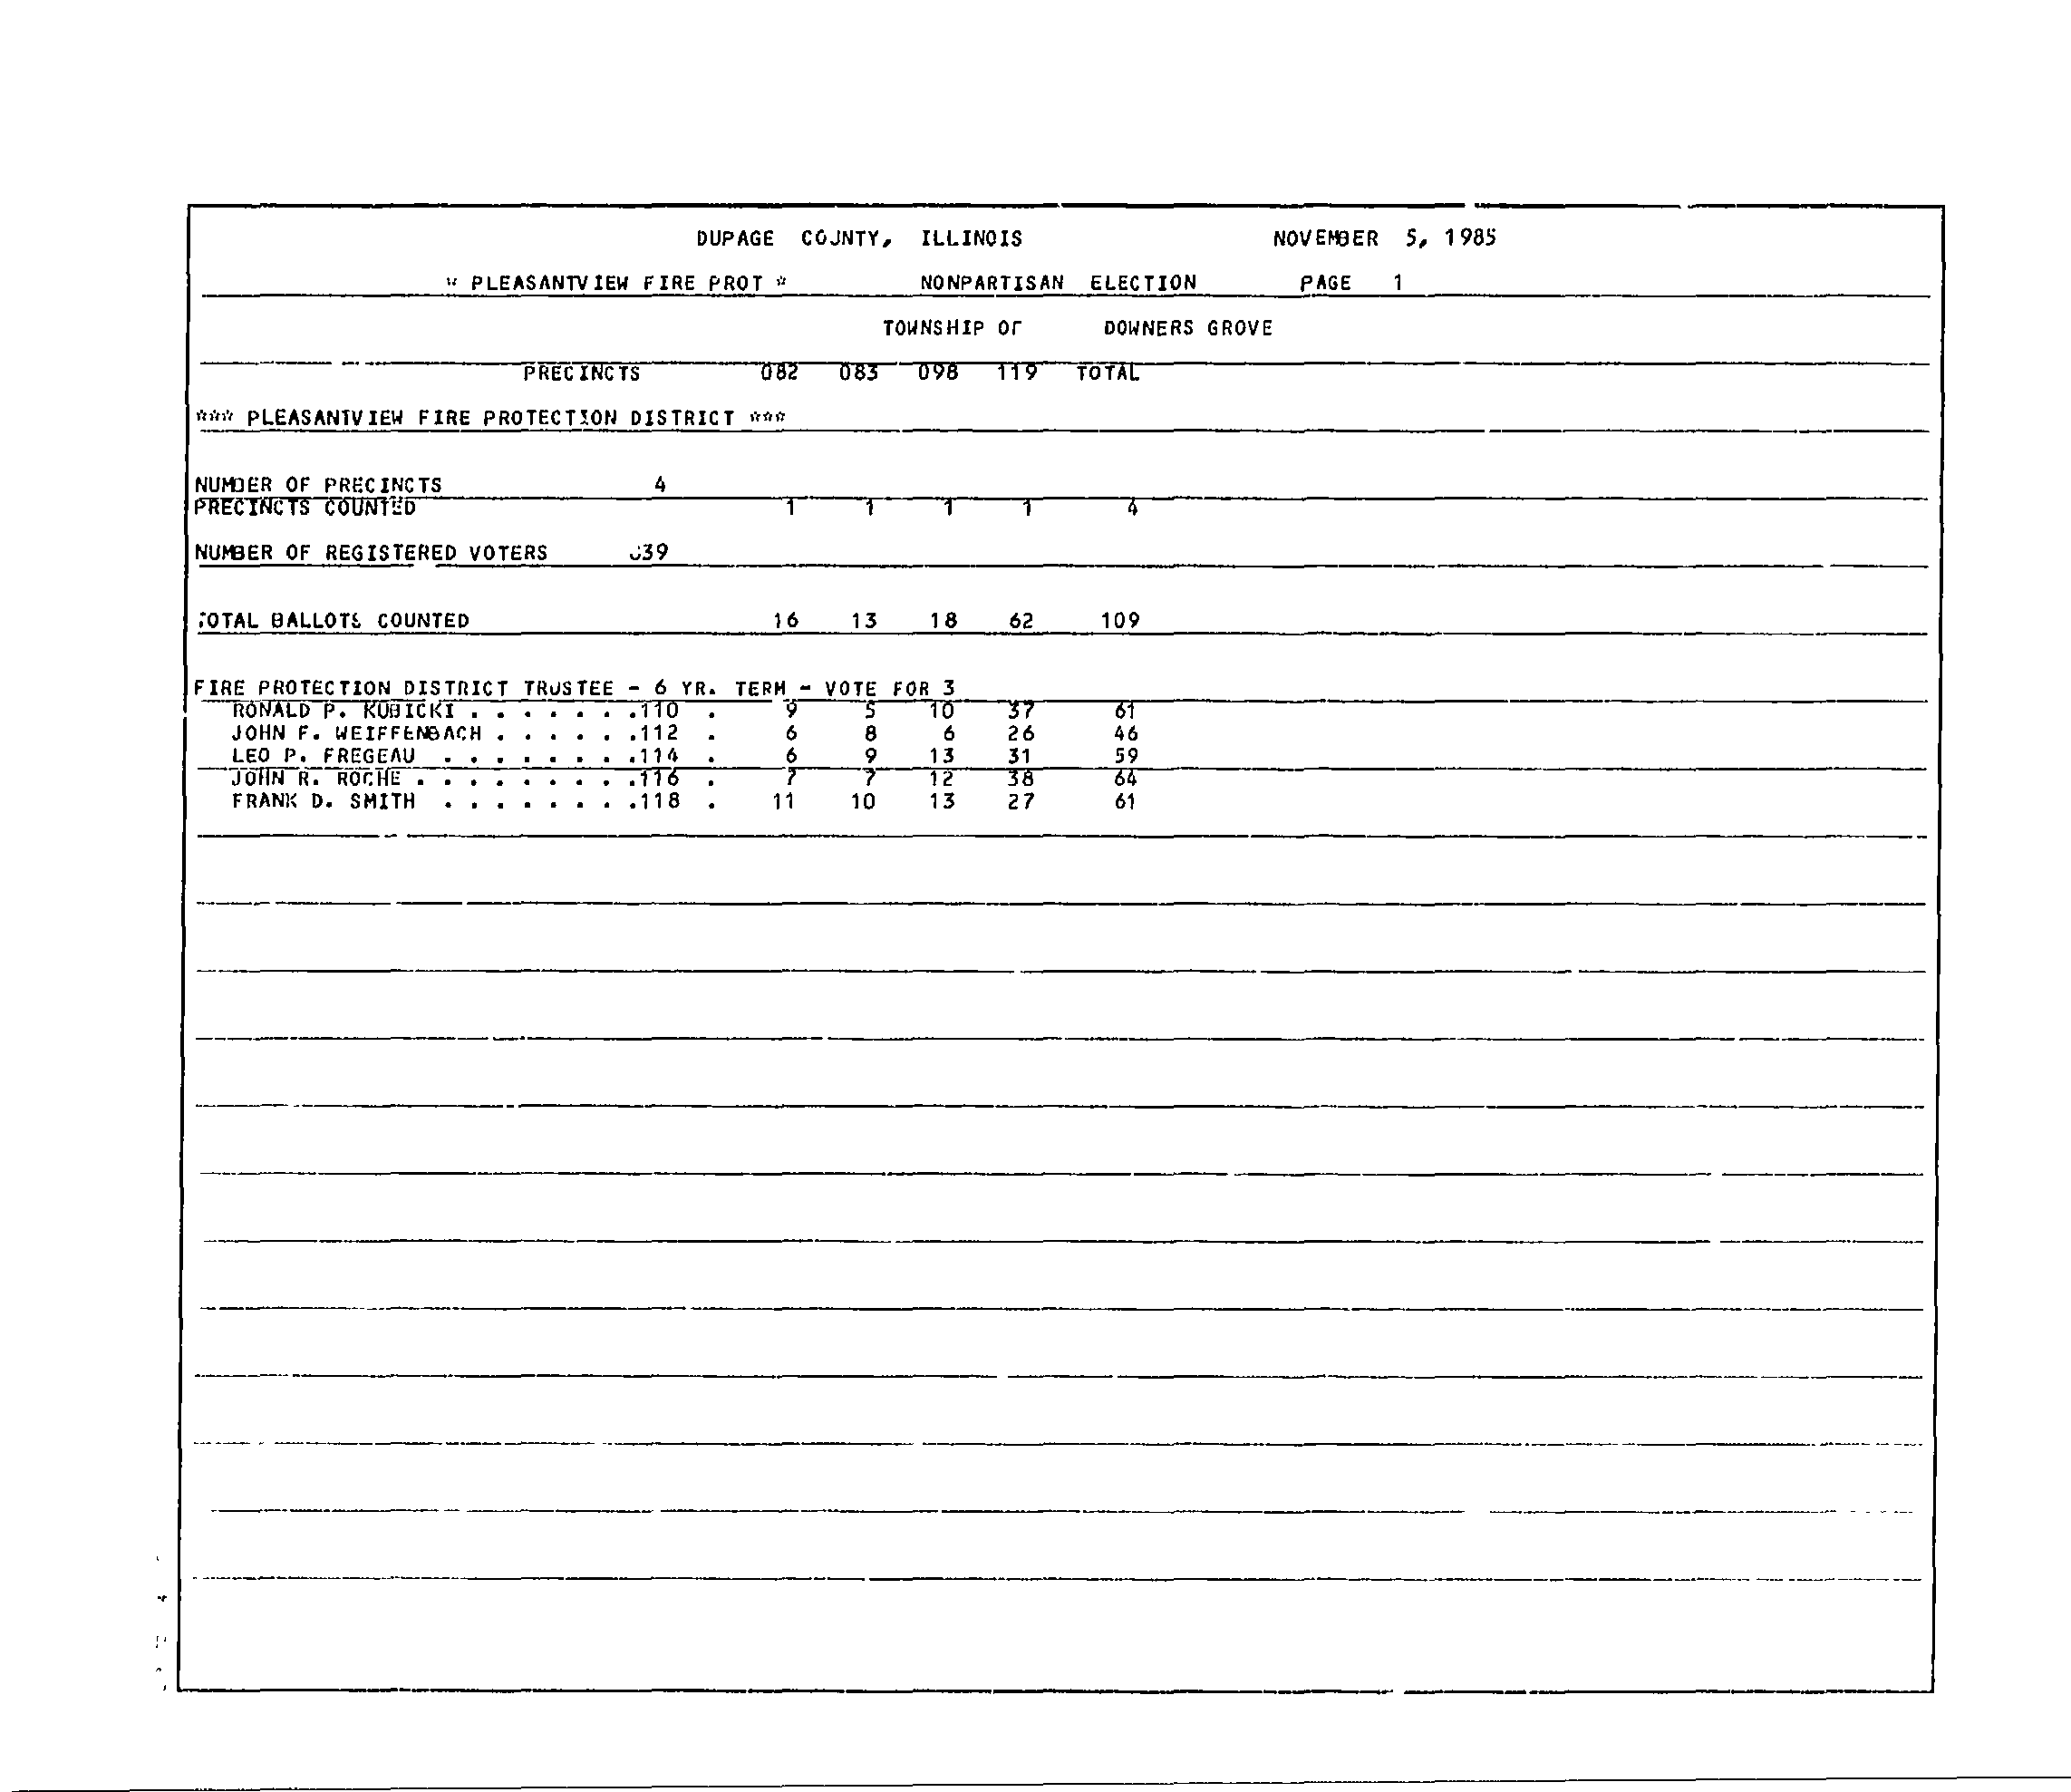 DUPAGE COUNTY, ILLINOIS NOVEMBER 5, 1985
* PLEASANTVIEW FIRE PROT * NONPARTISAN ELECTION PAGE 1
TOWNSHIP OF DOWNERS GROVE
PRECINCTS 082 083 098 119 TOTAL
*** PLEASANTVIEW FIRE PROTECTION DISTRICT ***
NUMBER OF PRECINCTS 4
PRECINCTS COUNTED 1 1 1 1 4
NUMBER OF REGISTERED VOTERS
TOTAL BALLOTS COUNTED 16 13 18 62 109
FIRE PROTECTION DISTRICT TRUSTEE - 6 YR. TERM - VOTE FOR 3
RONALD P. KUBICKI . . . . . . .110 . 9 5 10 37 61
JOHN F. WEIFFENBACH . . . . . .112 . 6 8 6 26 46
LEO P. FREGEAU . . . . . . . .114 . 6 9 13 31 59
JOHN R. ROCHE . . . . . . . . .116 . 7 7 12 38 64
FRANK D. SMITH . . . . . . . .118 . 11 10 13 27 61